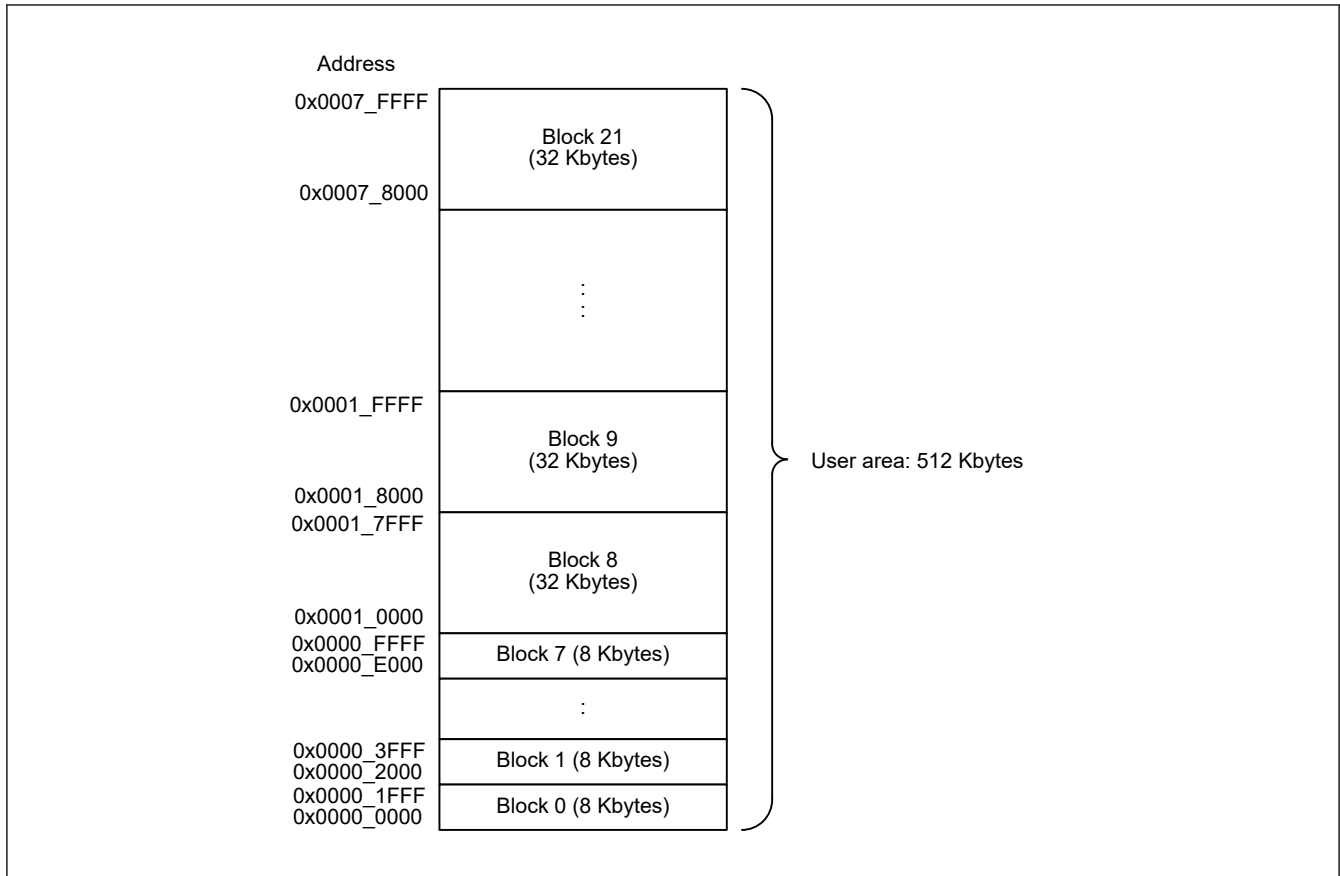 Address
0x0007_FFFF
Block 21
(32 Kbytes)
0x0007_8000
:
:
0x0001_FFFF
Block 9
(32 Kbytes)
User area: 512 Kbytes
0x0001_8000
0x0001_7FFF
Block 8
(32 Kbytes)
0x0001_0000
0x0000_FFFF
Block 7 (8 Kbytes)
0x0000_E000
:
0x0000_3FFF
Block 1 (8 Kbytes)
0x0000_2000
0x0000_1FFF
Block 0 (8 Kbytes)
0x0000_0000